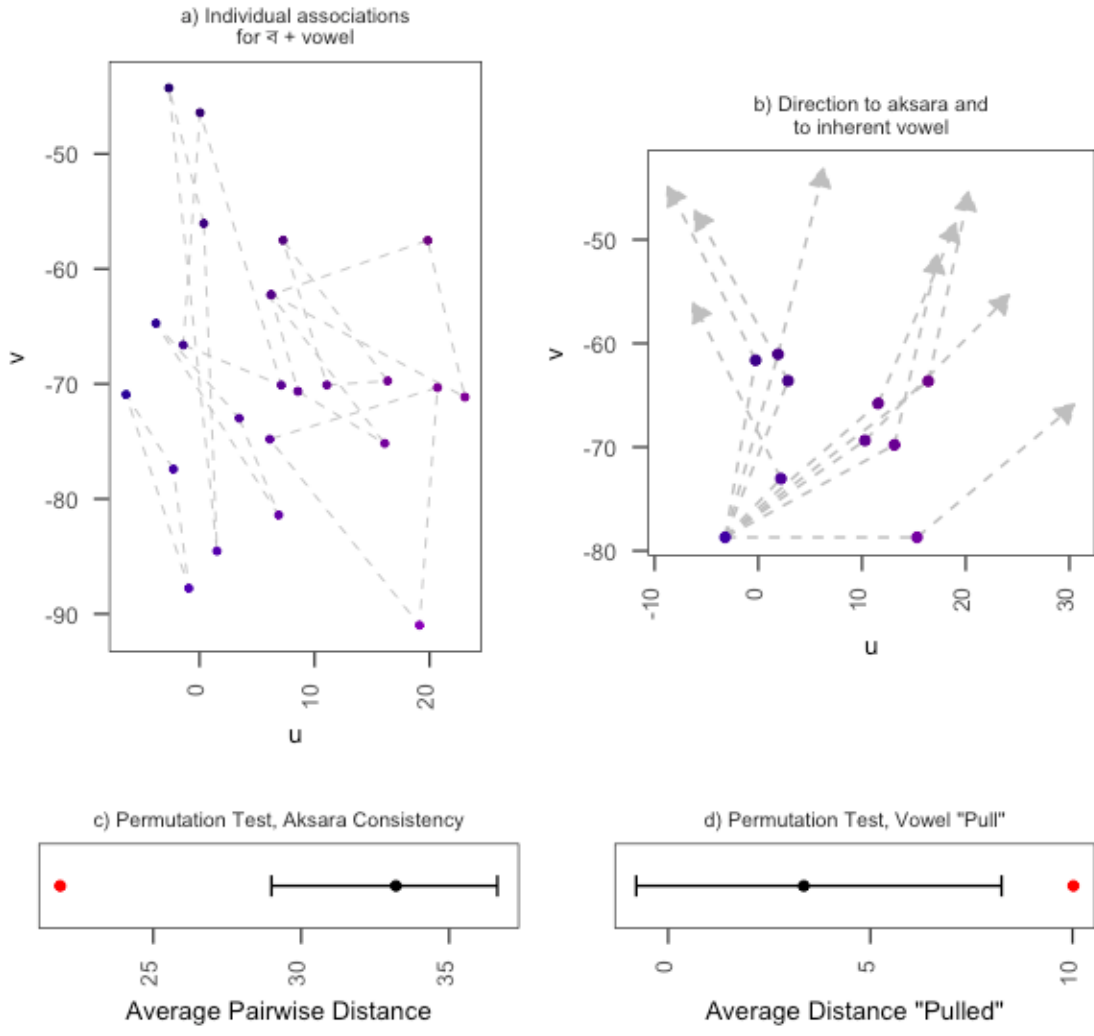 a) Individual associations
for ব + vowel
-50
-60
-70
-80
-90
v
0
10
20
u
b) Direction to aksara and
to inherent vowel
-50
-60
-70
-80
v
-10
0
10
20
30
u
c) Permutation Test, Aksara Consistency
25
30
35
Average Pairwise Distance
d) Permutation Test, Vowel "Pull"
0
5
10
Average Distance "Pulled"